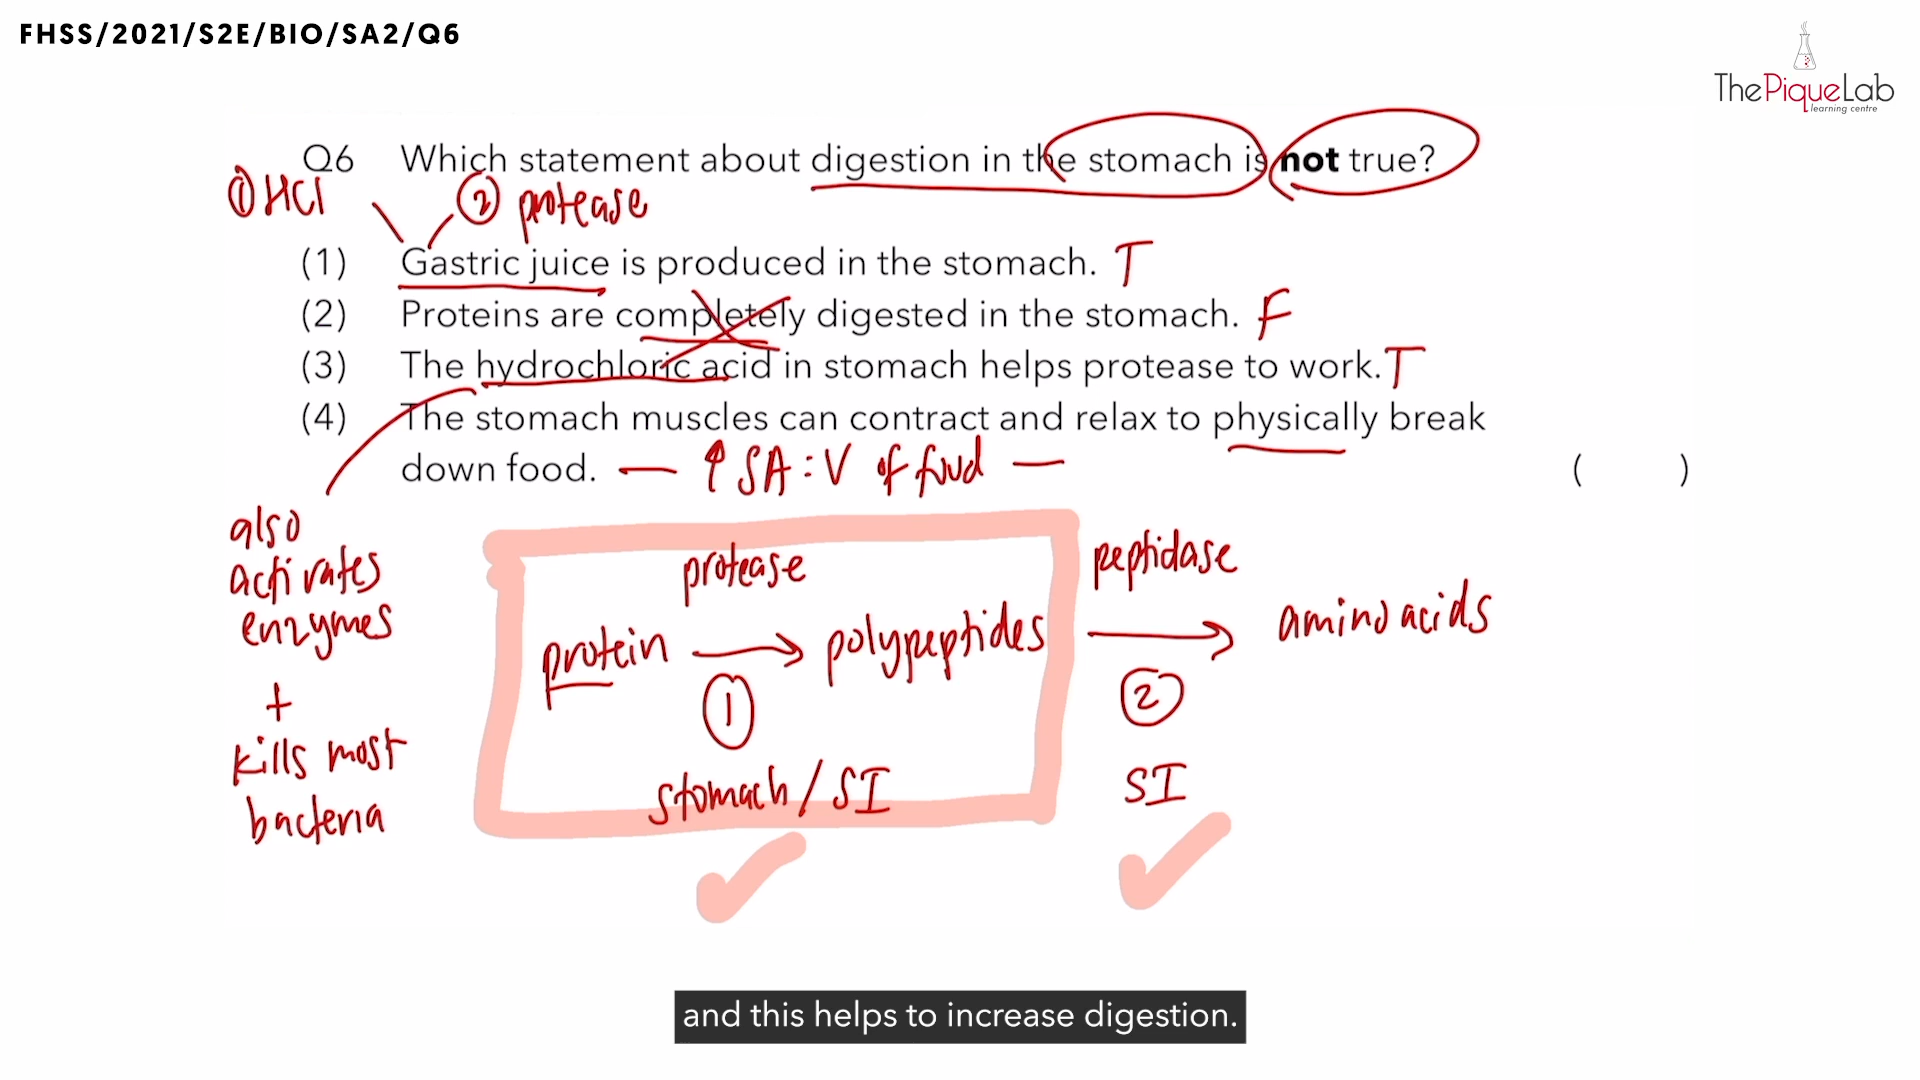 FHSS/2021/S2E/BIO/SA2/Q6
ThePiqueLab
learning centre
Q6 Which statement about digestion in the stomach is not true?
① HCl ② protease
(1) Gastric juice is produced in the stomach. T
(2) Proteins are completely digested in the stomach. F
(3) The hydrochloric acid in stomach helps protease to work. T
(4) The stomach muscles can contract and relax to physically break
down food. — ↑ SA:V of food — ( )
also
activates
enzymes
+
kills most
bacteria
protease peptidase
protein → polypeptides → amino acids
① ②
stomach / SI SI
and this helps to increase digestion.